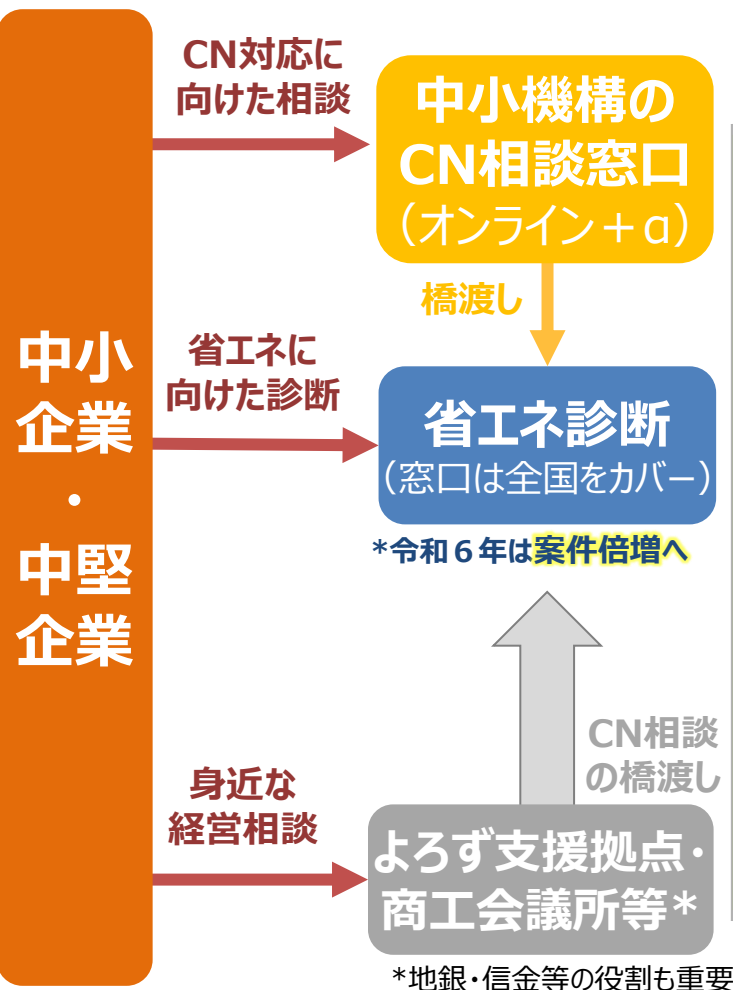 中小
企業
・
中堅
企業
CN対応に
向けた相談
中小機構の
CN相談窓口
（オンライン＋α）
橋渡し
省エネに
向けた診断
省エネ診断
（窓口は全国をカバー）
*令和６年は案件倍増へ
CN相談
の橋渡し
身近な
経営相談
よろず支援拠点・
商工会議所等*
*地銀・信金等の役割も重要